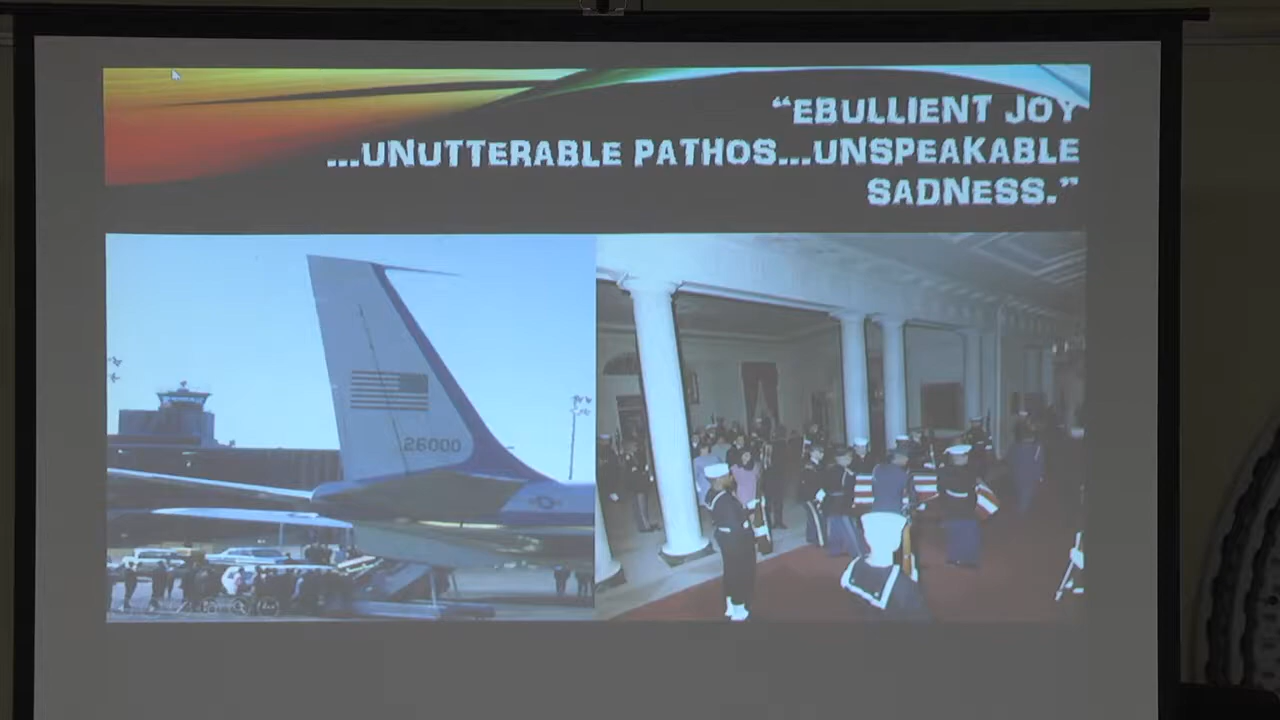 “EBULLIENT JOY
...UNUTTERABLE PATHOS...UNSPEAKABLE
SADNESS.”
26000